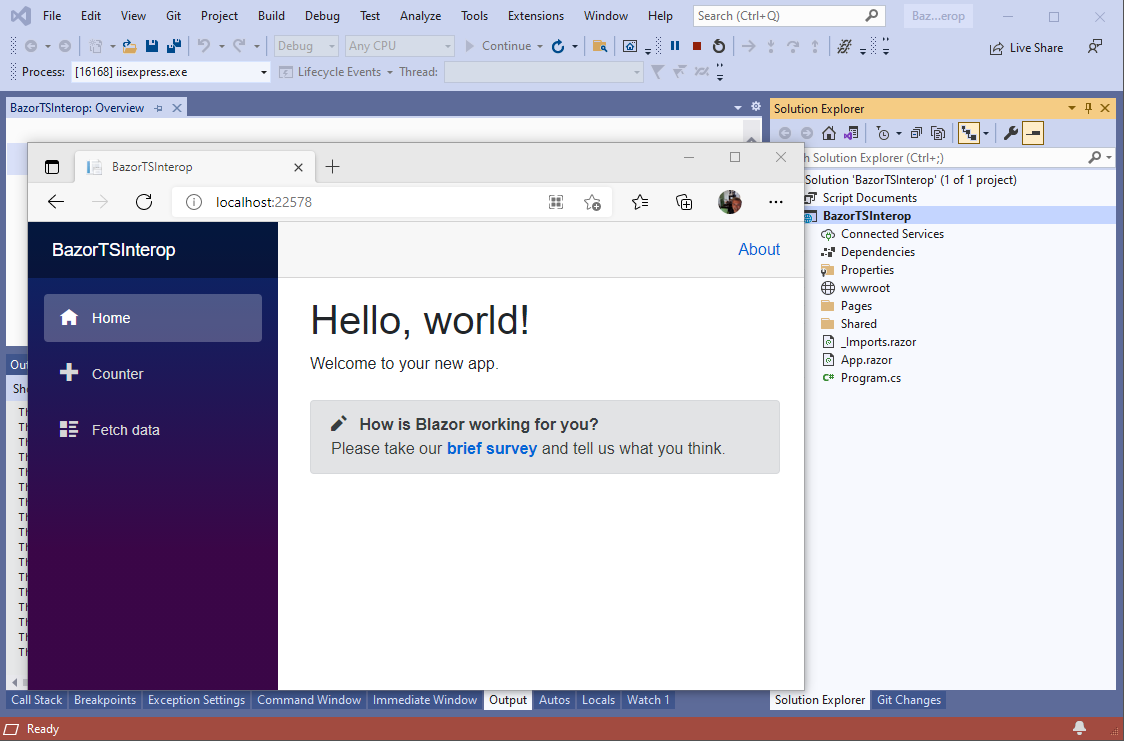 File Edit View Git Project Build Debug Test Analyze Tools Extensions Window Help Search (Ctrl+Q) Baz...erop
Debug Any CPU Continue Live Share
Process: [16168] iisexpress.exe Lifecycle Events Thread:
BazorTSInterop: Overview
Solution Explorer
h Solution Explorer (Ctrl+;)
Solution 'BazorTSInterop' (1 of 1 project)
Script Documents
BazorTSInterop
Connected Services
Dependencies
Properties
wwwroot
Pages
Shared
_Imports.razor
App.razor
Program.cs
BazorTSInterop
localhost:22578
BazorTSInterop
About
Home
Counter
Fetch data
Hello, world!
Welcome to your new app.
How is Blazor working for you?
Please take our brief survey and tell us what you think.
Call Stack Breakpoints Exception Settings Command Window Immediate Window Output Autos Locals Watch 1
Solution Explorer Git Changes
Ready